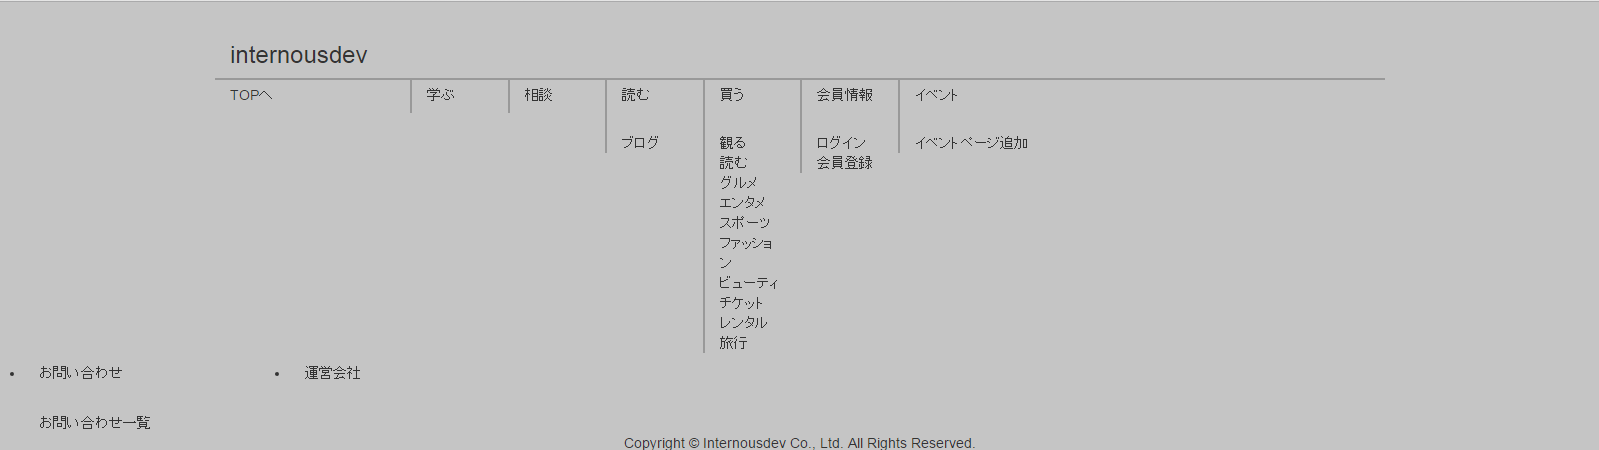 internousdev
TOPへ
学ぶ
相談
読む
ブログ
買う
観る
読む
グルメ
エンタメ
スポーツ
ファッショ
ン
ビューティ
チケット
レンタル
旅行
会員情報
ログイン
会員登録
イベント
イベントページ追加
お問い合わせ
お問い合わせ一覧
運営会社
Copyright © Internousdev Co., Ltd. All Rights Reserved.